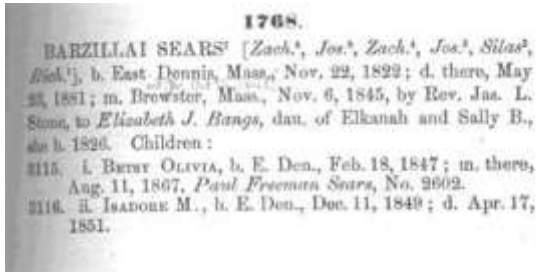 1768.
BARZILLAI SEARS⁷ [Zach.⁶, Jos.⁵, Zach.⁴, Jos.³, Silas²,
Rich.¹], b. East Dennis, Mass., Nov. 22, 1822; d. there, May
23, 1881; m. Brewster, Mass., Nov. 6, 1845, by Rev. Jas. L.
Stone, to Elizabeth J. Bangs, dau. of Elkanah and Sally B.,
she b. 1826. Children:
3115. i. BETSY OLIVIA, b. E. Den., Feb. 18, 1847; m. there,
Aug. 11, 1867, Paul Freeman Sears, No. 2602.
3116. ii. ISADORE M., b. E. Den., Dec. 11, 1849; d. Apr. 17,
1851.